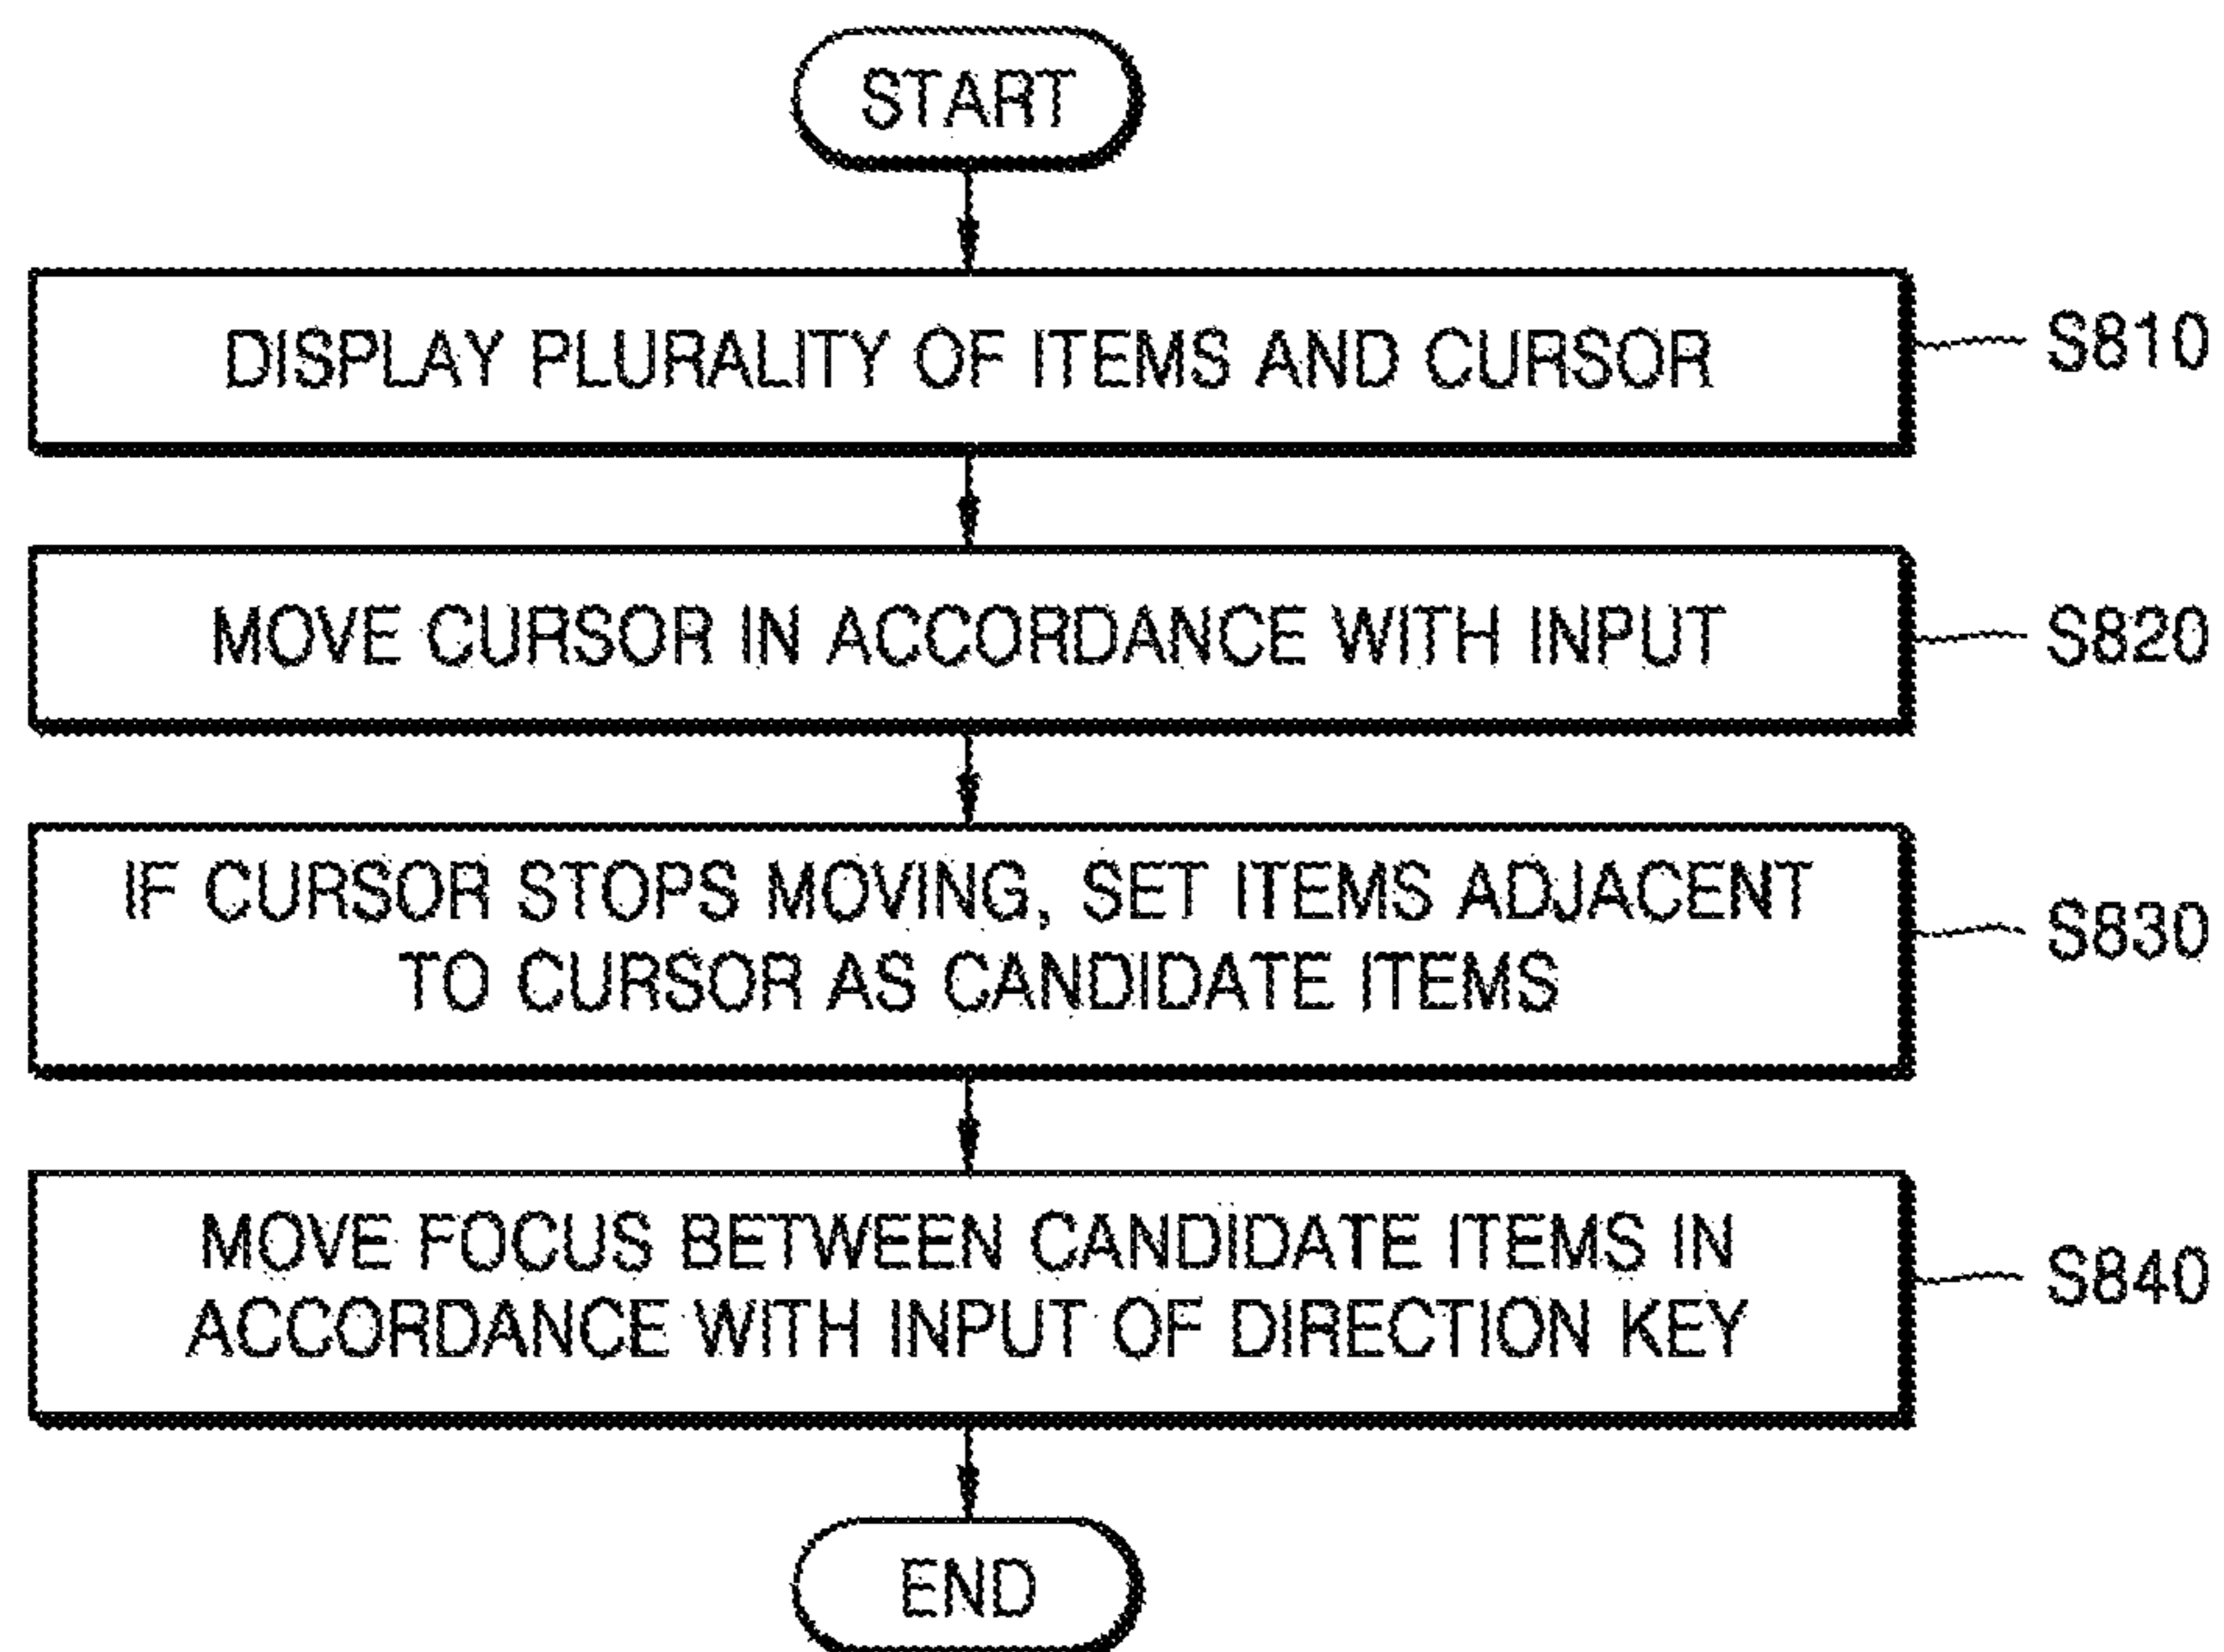 START
DISPLAY PLURALITY OF ITEMS AND CURSOR
S810
MOVE CURSOR IN ACCORDANCE WITH INPUT
S820
IF CURSOR STOPS MOVING, SET ITEMS ADJACENT
TO CURSOR AS CANDIDATE ITEMS
S830
MOVE FOCUS BETWEEN CANDIDATE ITEMS IN
ACCORDANCE WITH INPUT OF DIRECTION KEY
S840
END